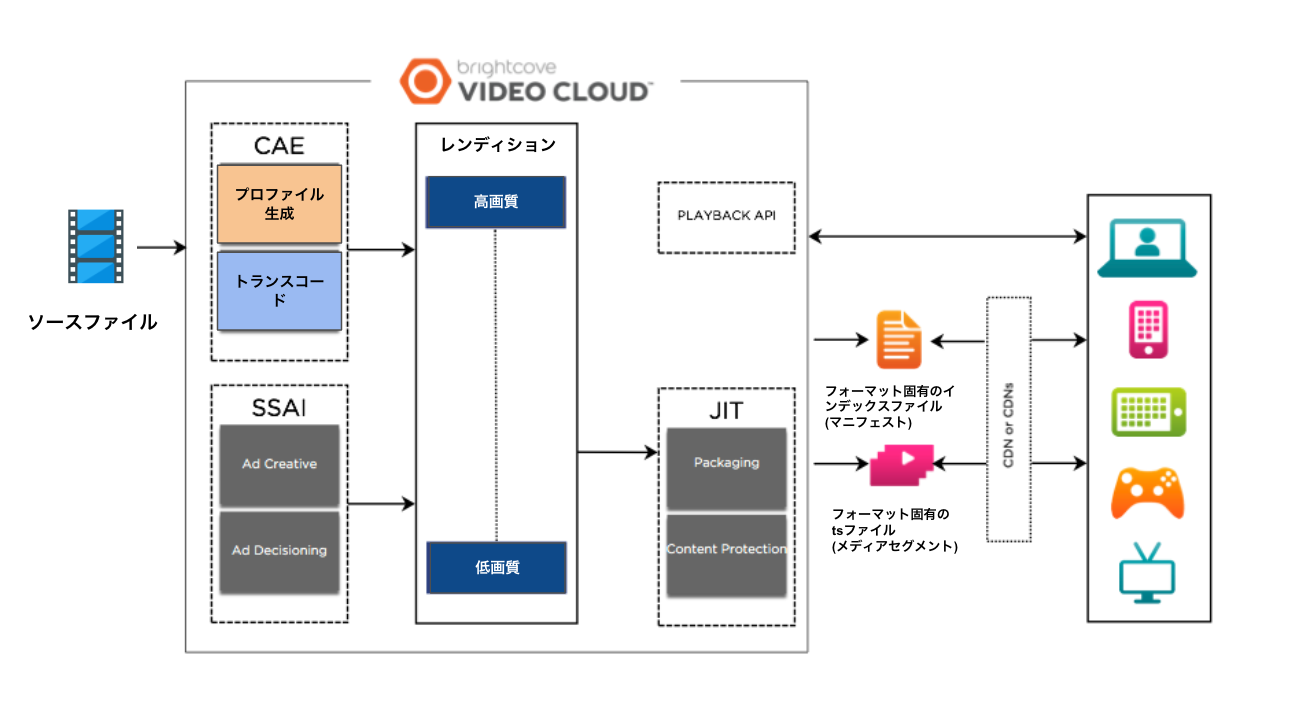 brightcove
VIDEO CLOUD™
CAE
プロファイル
生成
トランスコー
ド
ソースファイル
SSAI
Ad Creative
Ad Decisioning
レンディション
高画質
低画質
PLAYBACK API
JIT
Packaging
Content Protection
フォーマット固有のイ
ンデックスファイル
(マニフェスト)
フォーマット固有の
tsファイル
(メディアセグメント)
CDN or CDNs